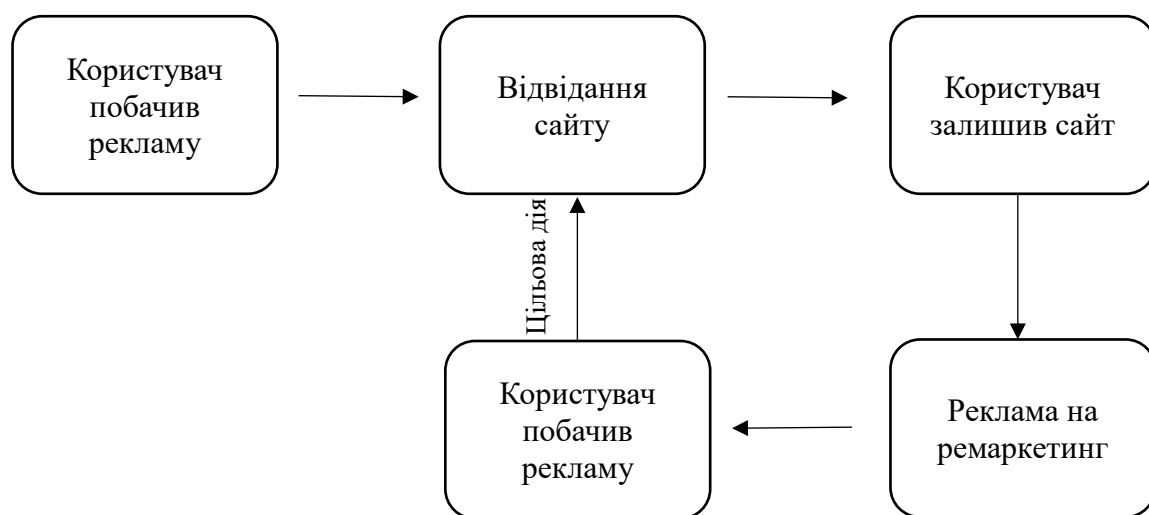 Користувач
побачив
рекламу
Відвідання
сайту
Користувач
залишив сайт
Цільова дія
Користувач
побачив
рекламу
Реклама на
ремаркетинг